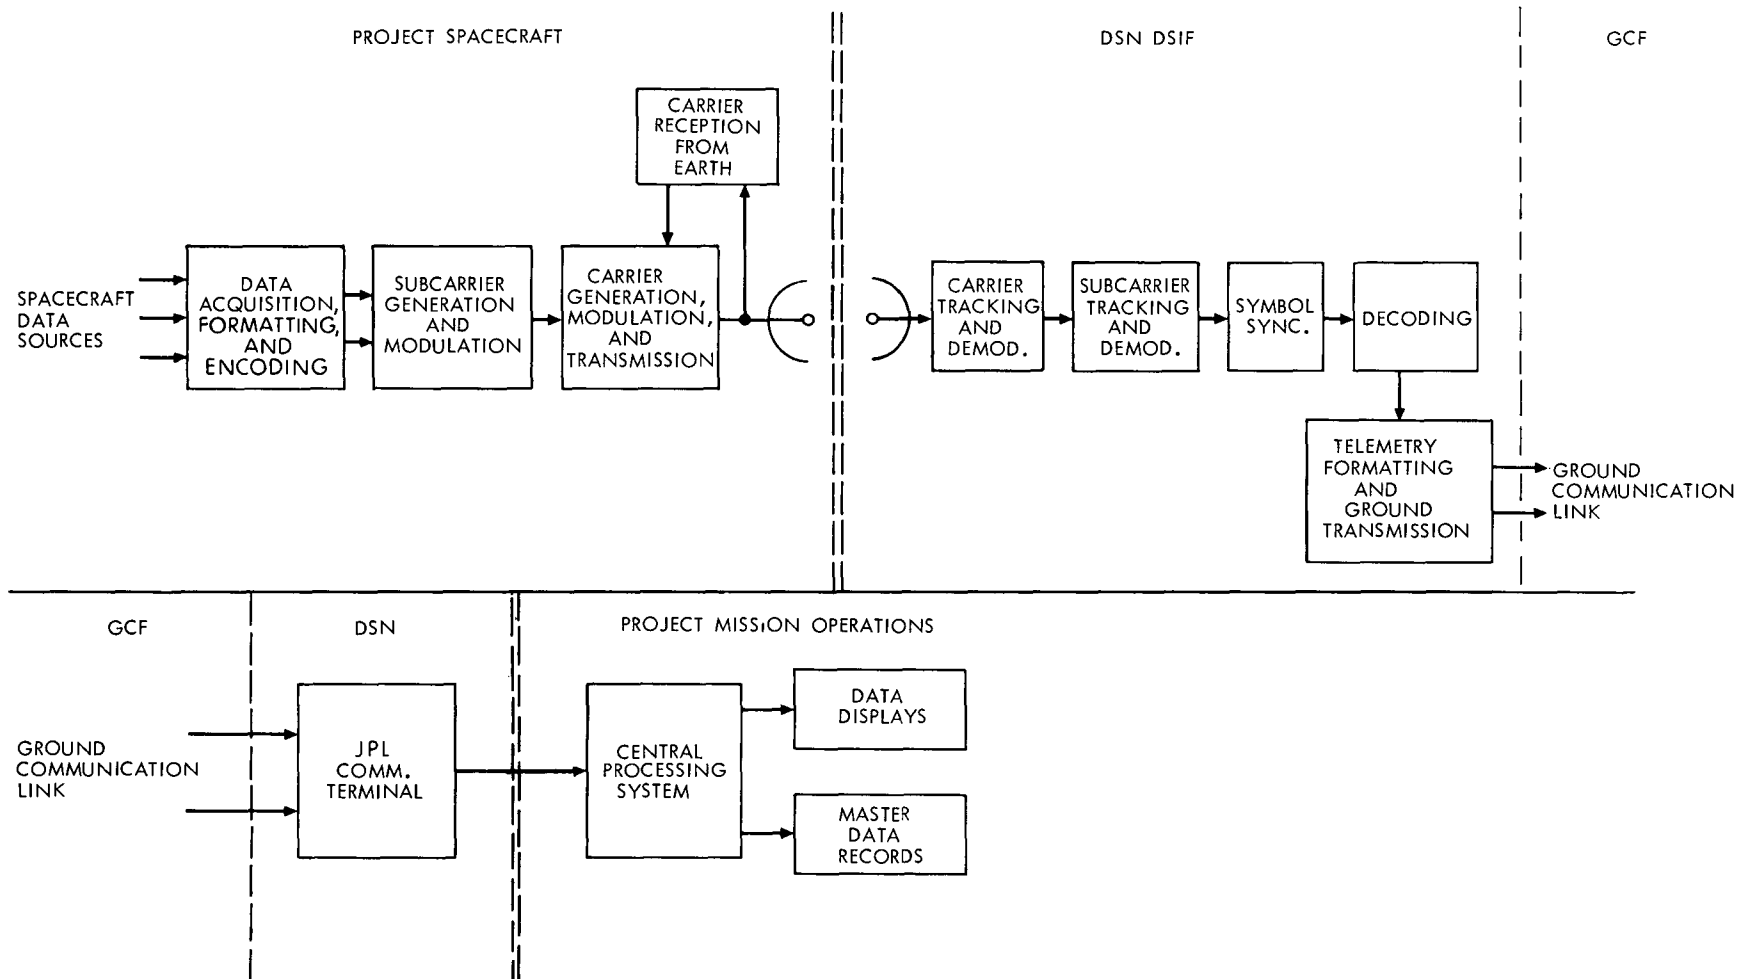 PROJECT SPACECRAFT
DSN DSIF
GCF
CARRIER
RECEPTION
FROM
EARTH
SPACECRAFT
DATA
SOURCES
DATA
ACQUISITION,
FORMATTING,
AND
ENCODING
SUBCARRIER
GENERATION
AND
MODULATION
CARRIER
GENERATION,
MODULATION,
AND
TRANSMISSION
CARRIER
TRACKING
AND
DEMOD.
SUBCARRIER
TRACKING
AND
DEMOD.
SYMBOL
SYNC.
DECODING
TELEMETRY
FORMATTING
AND
GROUND
TRANSMISSION
GROUND
COMMUNICATION
LINK
GCF
DSN
PROJECT MISSION OPERATIONS
GROUND
COMMUNICATION
LINK
JPL
COMM.
TERMINAL
CENTRAL
PROCESSING
SYSTEM
DATA
DISPLAYS
MASTER
DATA
RECORDS